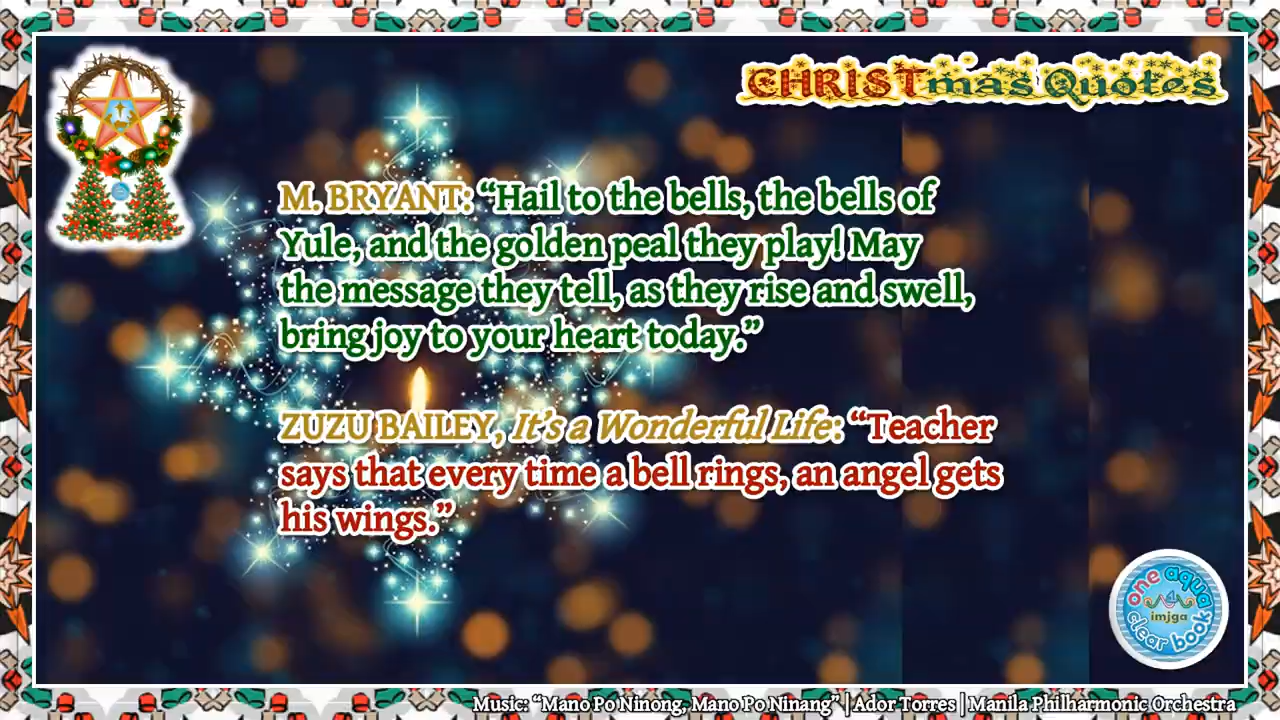 CHRISTmas Quotes
M. BRYANT: “Hail to the bells, the bells of
Yule, and the golden peal they play! May
the message they tell, as they rise and swell,
bring joy to your heart today.”
ZUZU BAILEY, It’s a Wonderful Life: “Teacher
says that every time a bell rings, an angel gets
his wings.”
one aqua
imjga
clear book
Music: “Mano Po Ninong, Mano Po Ninang” | Ador Torres | Manila Philharmonic Orchestra